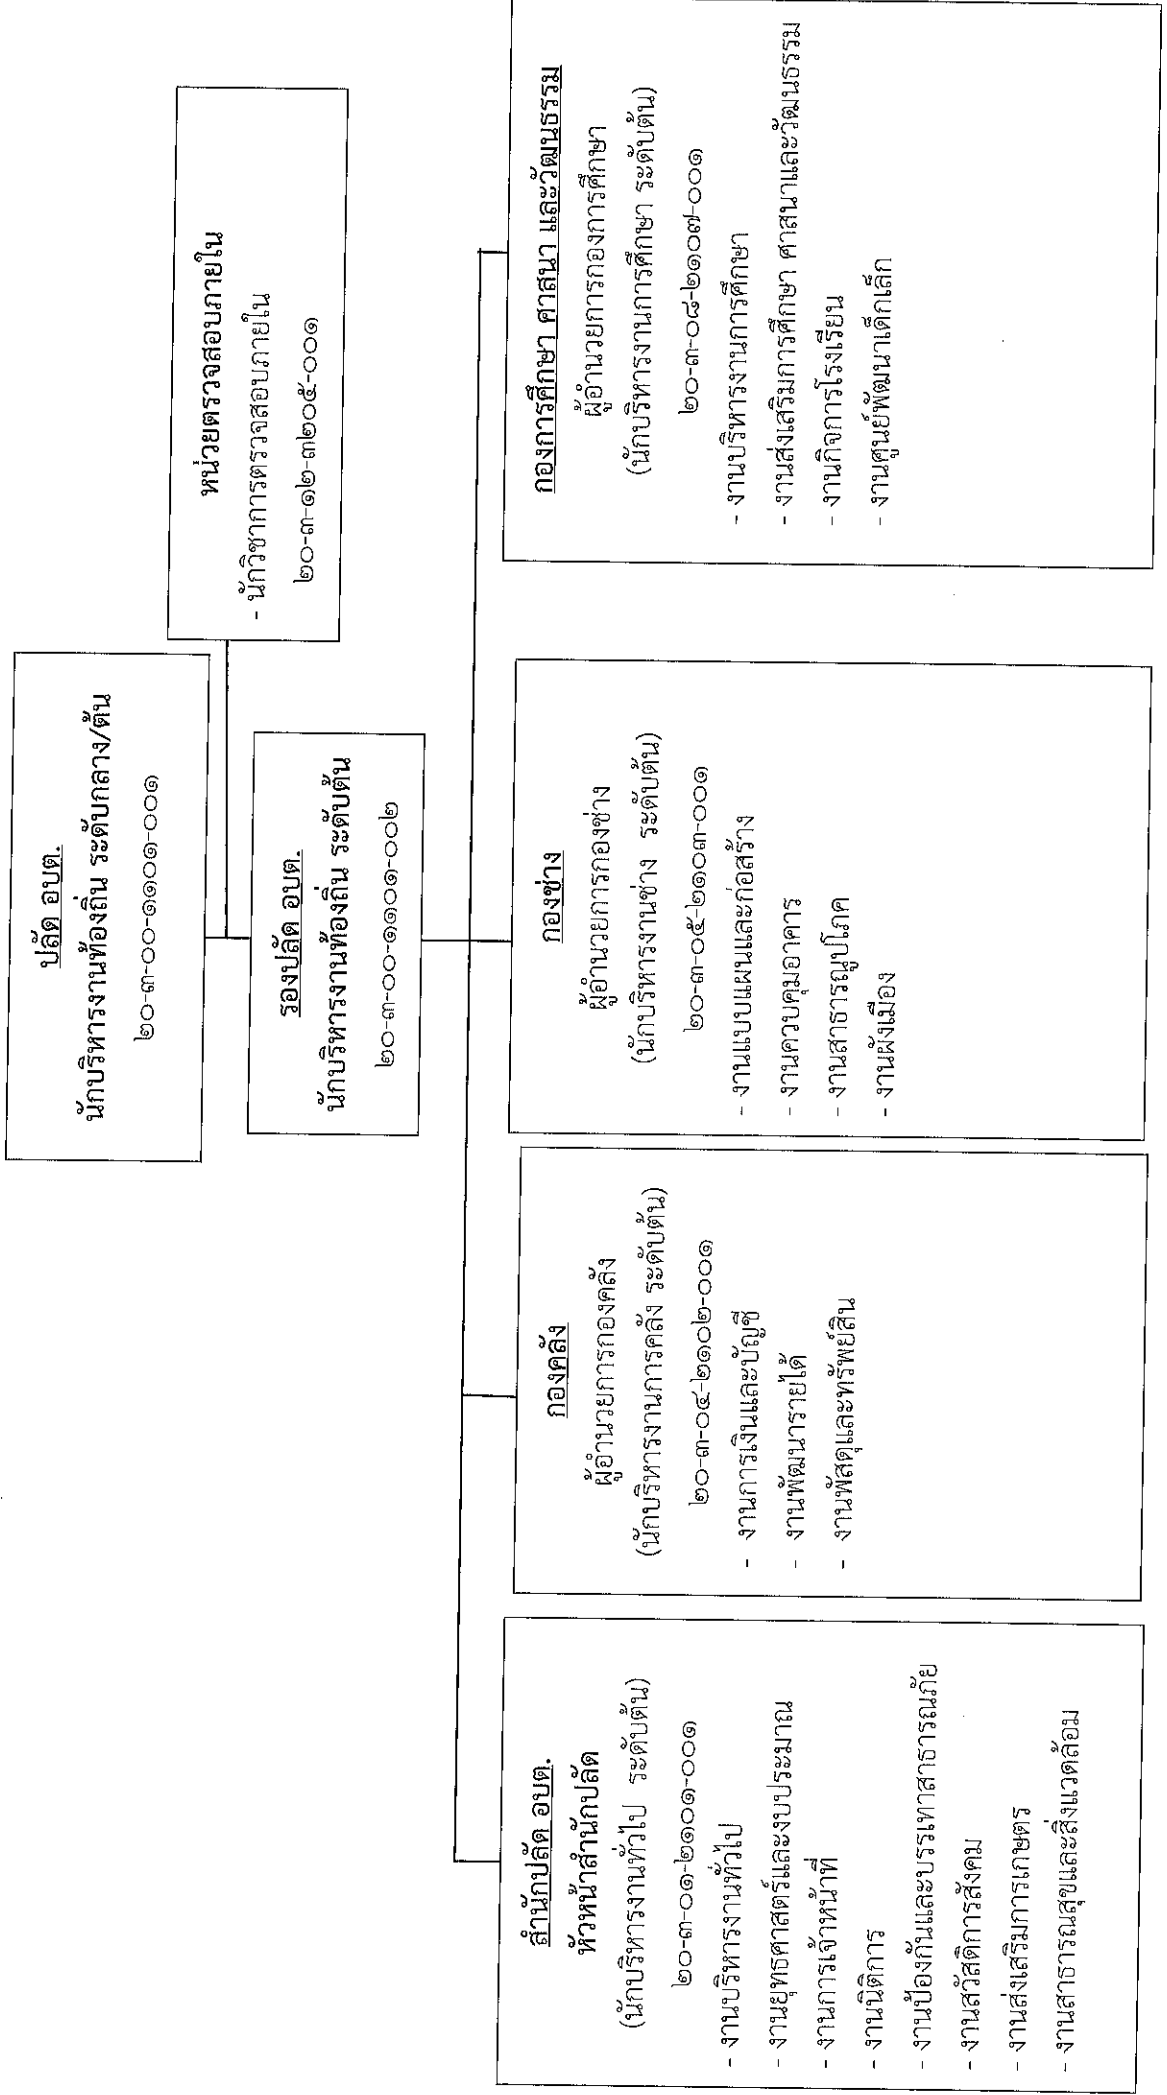 ปลัด อบต.
นักบริหารงานท้องถิ่น ระดับกลาง/ต้น
๒๐-๓-๐๐-๑๑๐๑-๐๐๑
หน่วยตรวจสอบภายใน
- นักวิชาการตรวจสอบภายใน
๒๐-๓-๑๒-๓๒๐๕-๐๐๑
รองปลัด อบต.
นักบริหารงานท้องถิ่น ระดับต้น
๒๐-๓-๐๐-๑๑๐๑-๐๐๒
สำนักปลัด อบต.
หัวหน้าสำนักปลัด
(นักบริหารงานทั่วไป ระดับต้น)
๒๐-๓-๐๑-๒๑๐๑-๐๐๑
- งานบริหารงานทั่วไป
- งานยุทธศาสตร์และงบประมาณ
- งานการเจ้าหน้าที่
- งานนิติการ
- งานป้องกันและบรรเทาสาธารณภัย
- งานสวัสดิการสังคม
- งานส่งเสริมการเกษตร
- งานสาธารณสุขและสิ่งแวดล้อม
กองคลัง
ผู้อำนวยการกองคลัง
(นักบริหารงานการคลัง ระดับต้น)
๒๐-๓-๐๔-๒๑๐๒-๐๐๑
- งานการเงินและบัญชี
- งานพัฒนารายได้
- งานพัสดุและทรัพย์สิน
กองช่าง
ผู้อำนวยการกองช่าง
(นักบริหารงานช่าง ระดับต้น)
๒๐-๓-๐๕-๒๑๐๓-๐๐๑
- งานแบบแผนและก่อสร้าง
- งานควบคุมอาคาร
- งานสาธารณูปโภค
- งานผังเมือง
กองการศึกษา ศาสนา และวัฒนธรรม
ผู้อำนวยการกองการศึกษา
(นักบริหารงานการศึกษา ระดับต้น)
๒๐-๓-๐๘-๒๑๐๗-๐๐๑
- งานบริหารงานการศึกษา
- งานส่งเสริมการศึกษา ศาสนาและวัฒนธรรม
- งานกิจการโรงเรียน
- งานศูนย์พัฒนาเด็กเล็ก